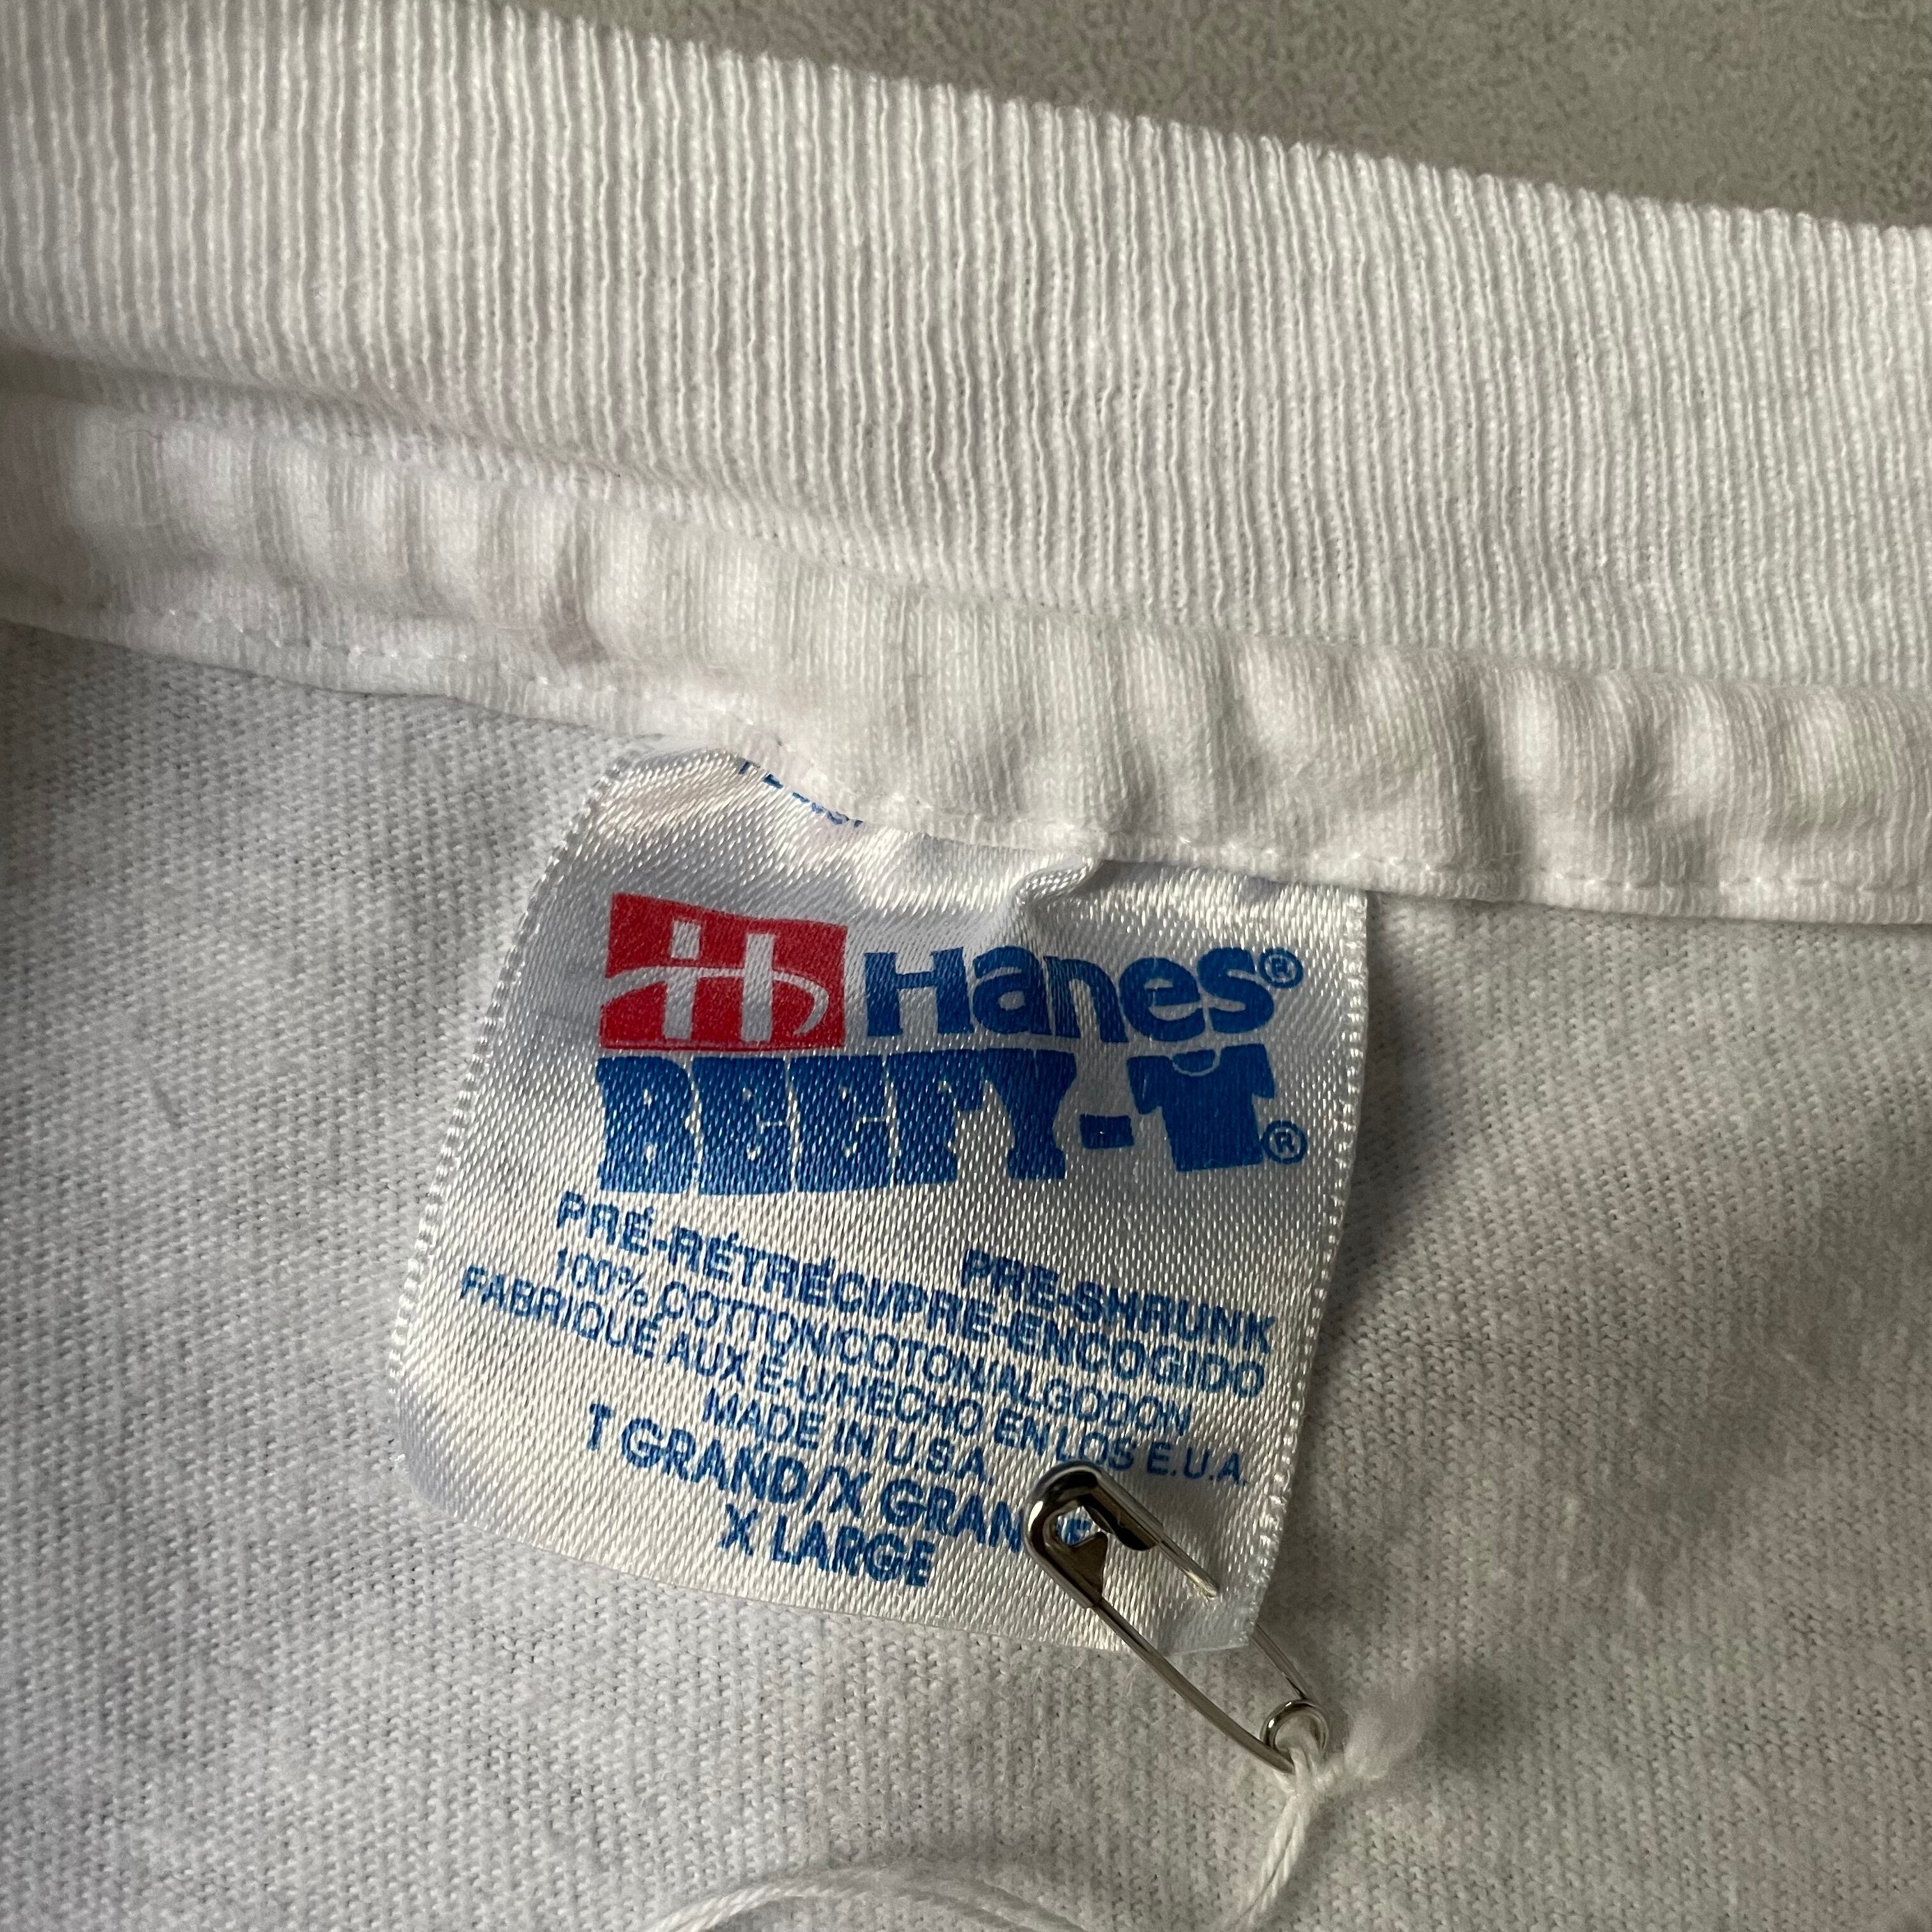 Hanes®
BEEFY-T®
PRE-SHRUNK
PRÉ-RÉTRÉCI/PRE-ENCOGIDO
100% COTTON/COTON/ALGODON
FABRIQUÉ AUX É.-U./HECHO EN LOS E.U.A.
MADE IN U.S.A.
T GRAND/X GRANDE
X LARGE